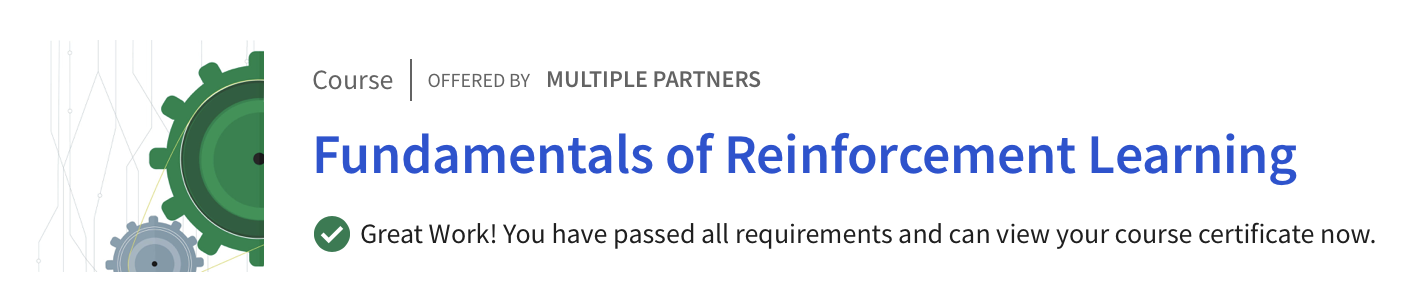 Course OFFERED BY MULTIPLE PARTNERS
Fundamentals of Reinforcement Learning
Great Work! You have passed all requirements and can view your course certificate now.